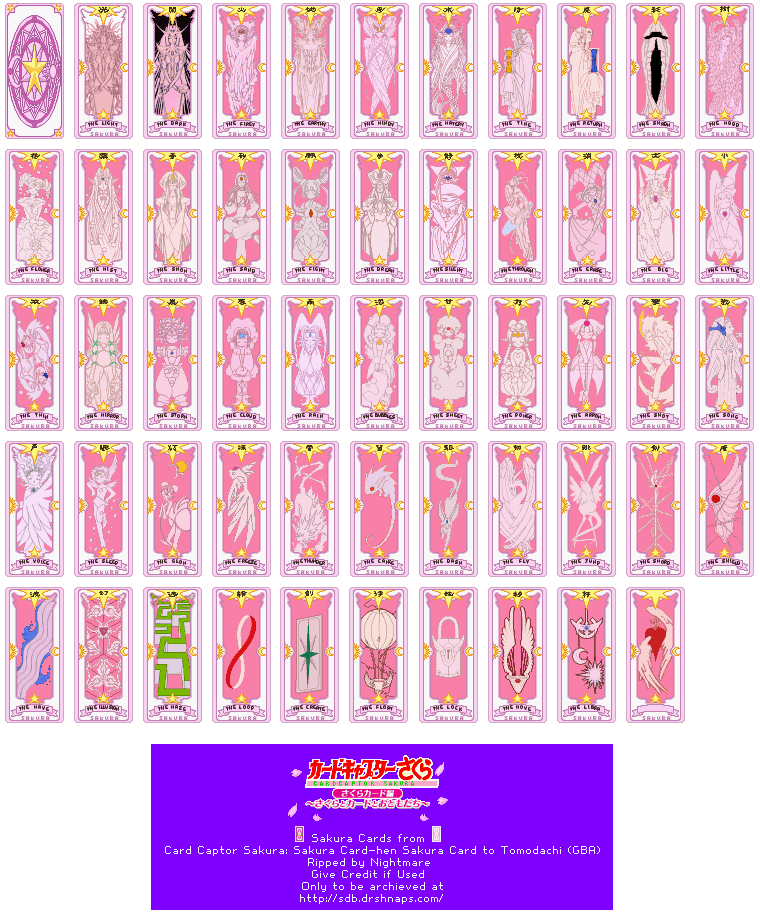 THE LIGHT THE DARK THE FIREY THE EARTHY THE WINDY THE WATERY THE TIME THE RETURN THE SHADOW THE WOOD
SAKURA SAKURA SAKURA SAKURA SAKURA SAKURA SAKURA SAKURA SAKURA SAKURA
THE FLOWER THE MIST THE SNOW THE SAND THE FIGHT THE DREAM THE SILENT THE THROUGH THE ERASE THE BIG THE LITTLE
SAKURA SAKURA SAKURA SAKURA SAKURA SAKURA SAKURA SAKURA SAKURA SAKURA SAKURA
THE TWIN THE MIRROR THE STORM THE CLOUD THE RAIN THE BUBBLES THE SWEET THE POWER THE ARROW THE SHOT THE SONG
SAKURA SAKURA SAKURA SAKURA SAKURA SAKURA SAKURA SAKURA SAKURA SAKURA SAKURA
THE VOICE THE SLEEP THE GLOW THE FREEZE THE THUNDER THE CHANGE THE DASH THE FLY THE JUMP THE SWORD THE SHIELD
SAKURA SAKURA SAKURA SAKURA SAKURA SAKURA SAKURA SAKURA SAKURA SAKURA SAKURA
THE WAVE THE ILLUSION THE MAZE THE LOOP THE CREATE THE FLOAT THE LOCK THE MOVE THE LIBRA
SAKURA SAKURA SAKURA SAKURA SAKURA SAKURA SAKURA SAKURA SAKURA SAKURA
カードキャプターさくら
CARDCAPTOR SAKURA
さくらカード編
～さくらとカードとおともだち～
Sakura Cards from
Card Captor Sakura: Sakura Card-hen Sakura Card to Tomodachi (GBA)
Ripped by Nightmare
Give Credit if Used
Only to be archieved at
http://sdb.drshnaps.com/